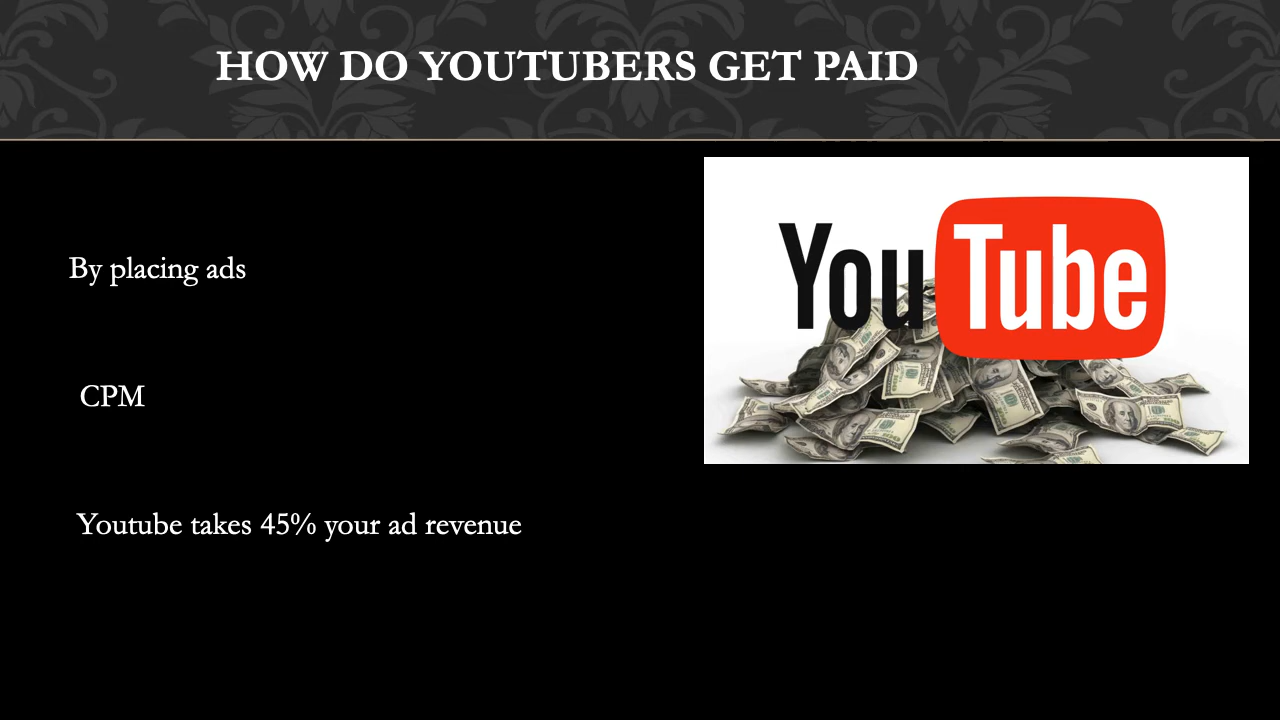 HOW DO YOUTUBERS GET PAID
By placing ads
CPM
Youtube takes 45% your ad revenue
YouTube